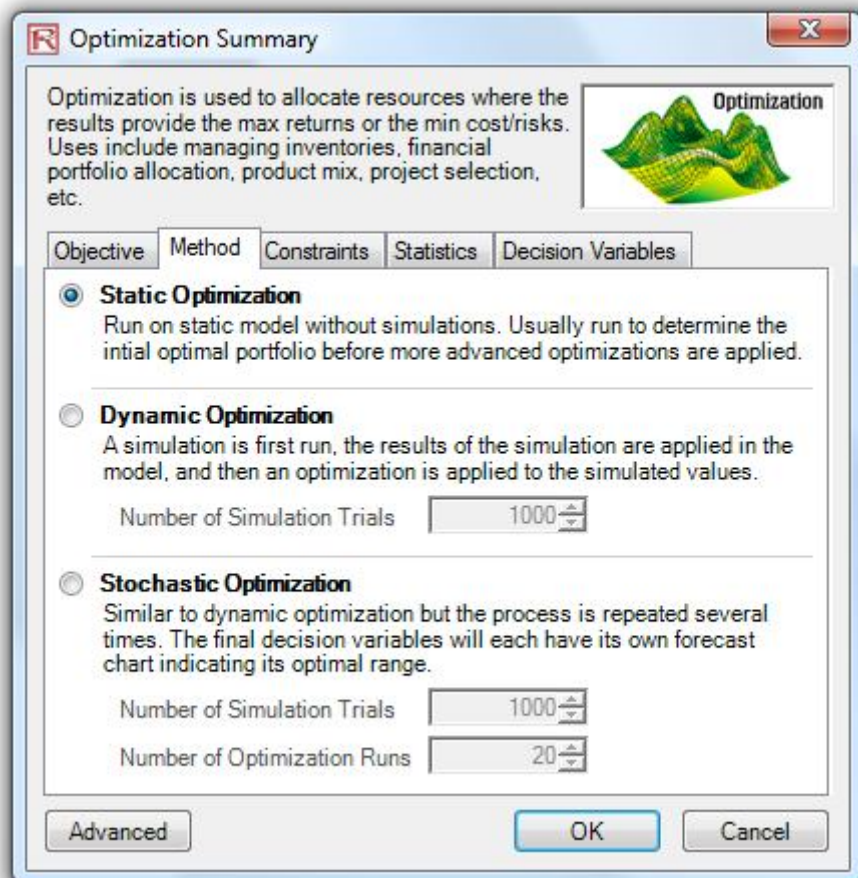 Optimization Summary
Optimization is used to allocate resources where the
results provide the max returns or the min cost/risks.
Uses include managing inventories, financial
portfolio allocation, product mix, project selection,
etc.
Optimization
Objective Method Constraints Statistics Decision Variables
Static Optimization
Run on static model without simulations. Usually run to determine the
intial optimal portfolio before more advanced optimizations are applied.
Dynamic Optimization
A simulation is first run, the results of the simulation are applied in the
model, and then an optimization is applied to the simulated values.
Number of Simulation Trials 1000
Stochastic Optimization
Similar to dynamic optimization but the process is repeated several
times. The final decision variables will each have its own forecast
chart indicating its optimal range.
Number of Simulation Trials 1000
Number of Optimization Runs 20
Advanced OK Cancel